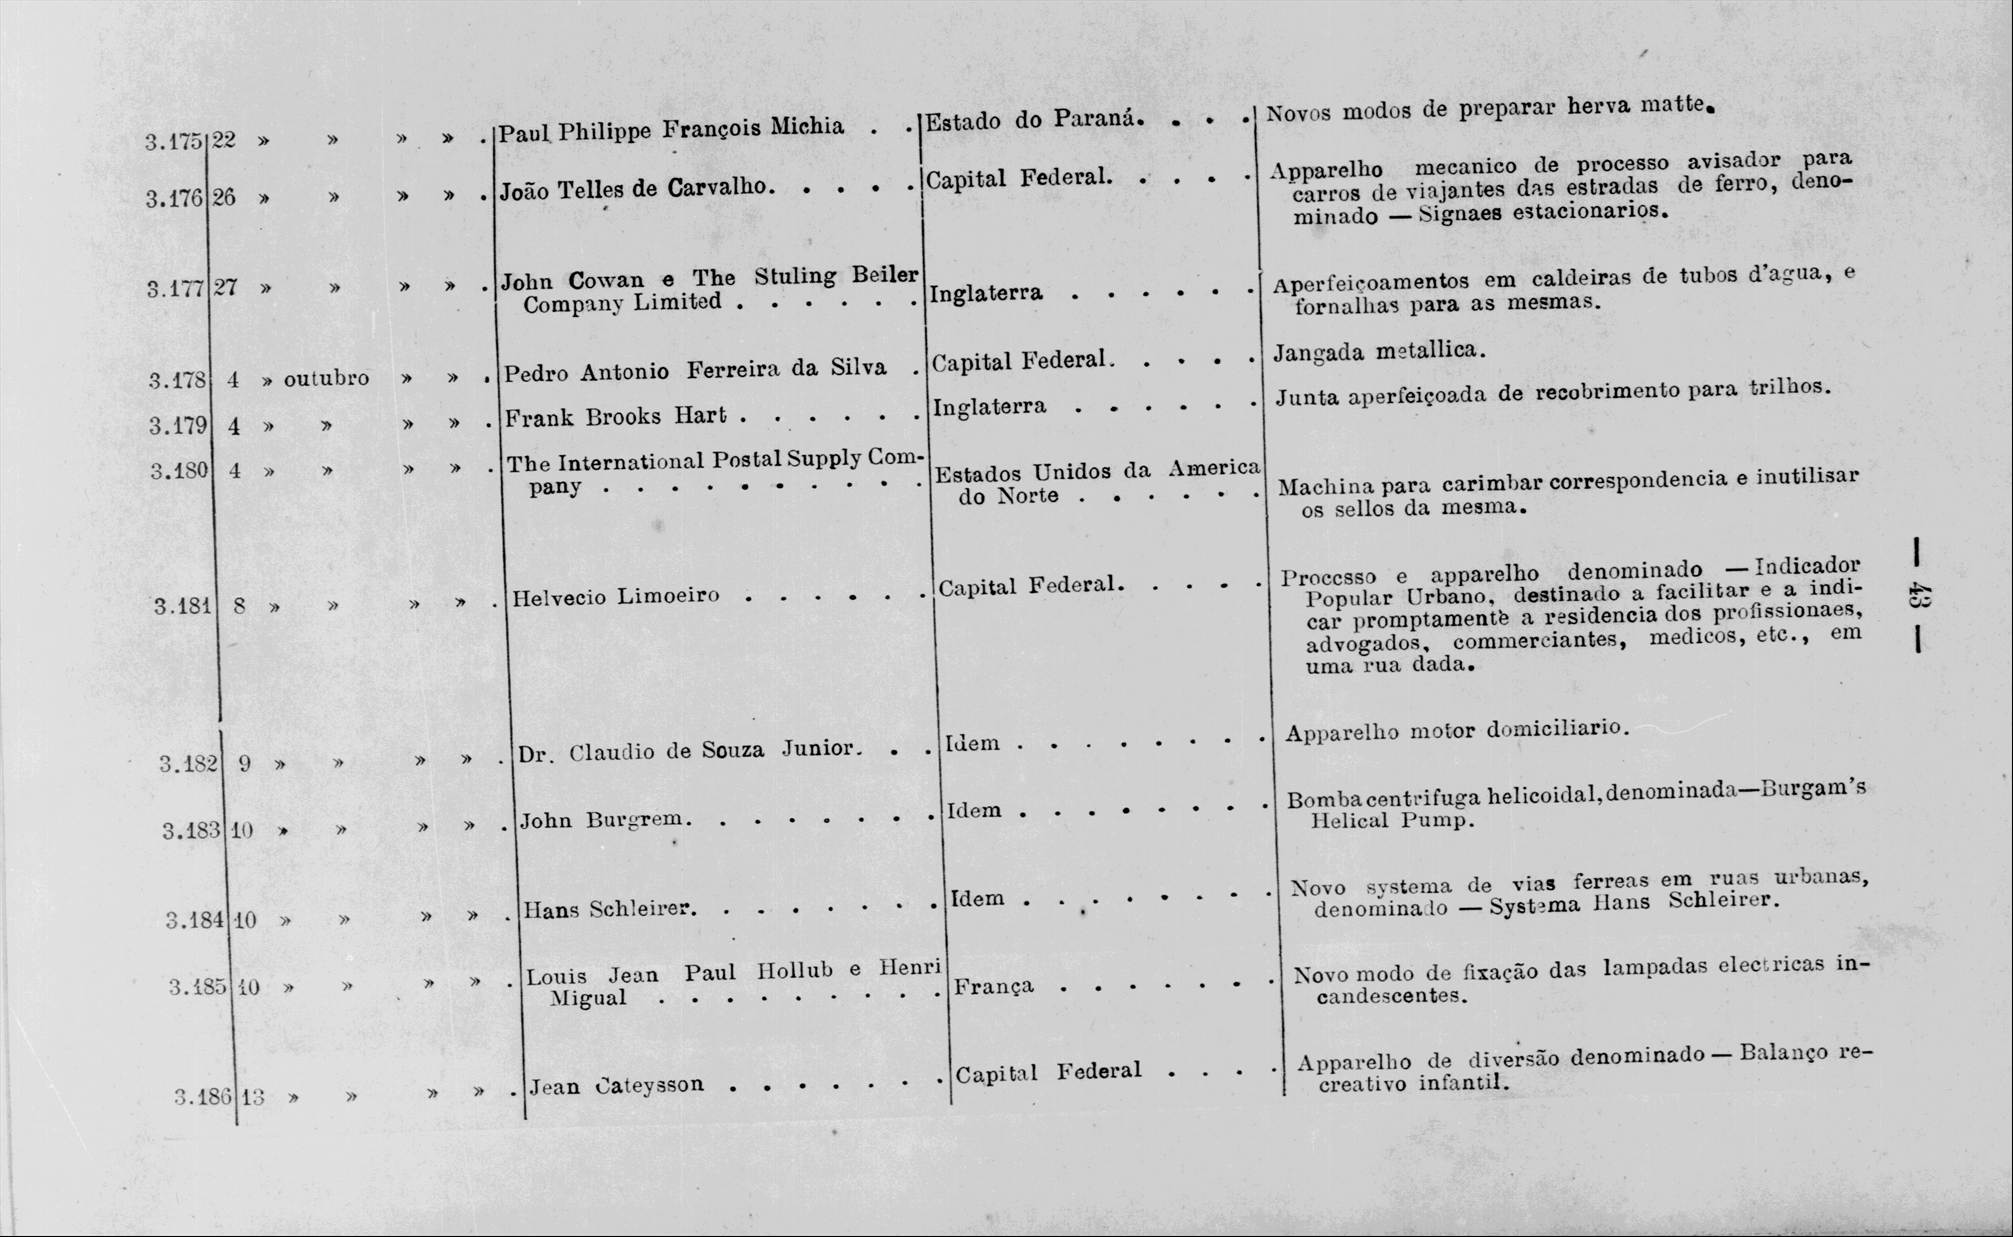 3.175 22 » » » » . Paul Philippe François Michia . . Estado do Paraná. . . . Novos modos de preparar herva matte.
3.176 26 » » » » . João Telles de Carvalho. . . . . Capital Federal. . . . . Apparelho mecanico de processo avisador para
carros de viajantes das estradas de ferro, deno-
minado — Signaes estacionarios.
3.177 27 » » » » . John Cowan e The Stuling Beiler
Company Limited . . . . . . Inglaterra . . . . . . Aperfeiçoamentos em caldeiras de tubos d'agua, e
fornalhas para as mesmas.
3.178 4 » outubro » » . Pedro Antonio Ferreira da Silva . Capital Federal. . . . . Jangada metallica.
3.179 4 » » » » . Frank Brooks Hart . . . . . . Inglaterra . . . . . . Junta aperfeiçoada de recobrimento para trilhos.
3.180 4 » » » » . The International Postal Supply Com-
pany . . . . . . . . . . Estados Unidos da America
do Norte . . . . . . Machina para carimbar correspondencia e inutilisar
os sellos da mesma.
3.181 8 » » » » . Helvecio Limoeiro . . . . . . Capital Federal. . . . . Processo e apparelho denominado — Indicador
Popular Urbano, destinado a facilitar e a indi-
car promptamente a residencia dos profissionaes,
advogados, commerciantes, medicos, etc., em
uma rua dada.
3.182 9 » » » » . Dr. Claudio de Souza Junior. . . Idem . . . . . . . . Apparelho motor domiciliario.
3.183 10 » » » » . John Burgrem. . . . . . . . Idem . . . . . . . . Bomba centrifuga helicoidal, denominada—Burgam's
Helical Pump.
3.184 10 » » » » . Hans Schleirer. . . . . . . . Idem . . . . . . . . Novo systema de vias ferreas em ruas urbanas,
denominado — Systema Hans Schleirer.
3.185 10 » » » » . Louis Jean Paul Hollub e Henri
Migual . . . . . . . . . França . . . . . . . Novo modo de fixação das lampadas electricas in-
candescentes.
3.186 13 » » » » . Jean Cateysson . . . . . . . Capital Federal . . . . Apparelho de diversão denominado — Balanço re-
creativo infantil.
— 43 —